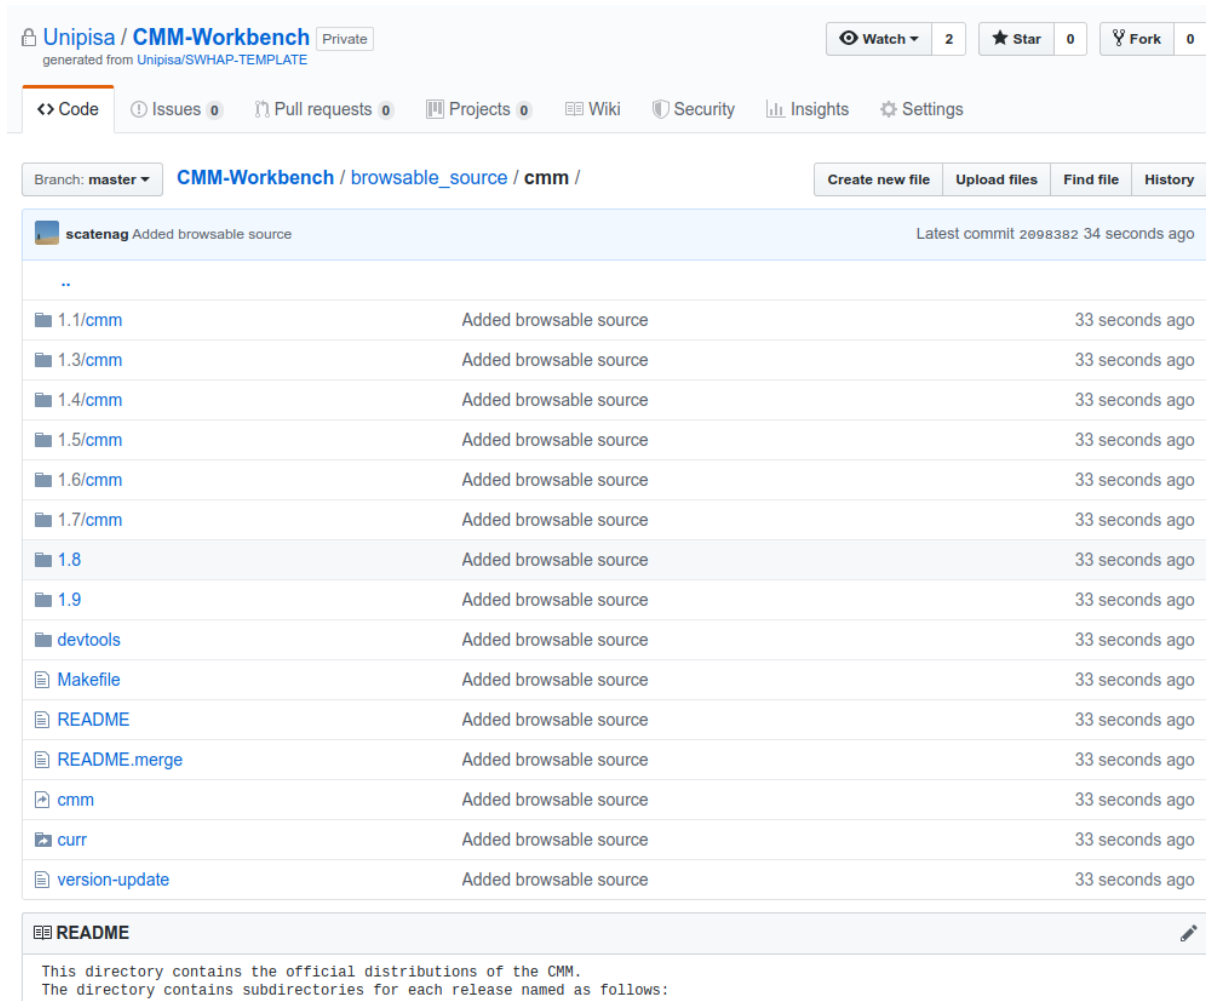 Unipisa / CMM-Workbench Private
Watch 2
Star 0
Fork 0
generated from Unipisa/SWHAP-TEMPLATE
Code
Issues 0
Pull requests 0
Projects 0
Wiki
Security
Insights
Settings
Branch: master
CMM-Workbench / browsable_source / cmm /
Create new file
Upload files
Find file
History
scatenag Added browsable source Latest commit 2098382 34 seconds ago
..
1.1/cmm Added browsable source 33 seconds ago
1.3/cmm Added browsable source 33 seconds ago
1.4/cmm Added browsable source 33 seconds ago
1.5/cmm Added browsable source 33 seconds ago
1.6/cmm Added browsable source 33 seconds ago
1.7/cmm Added browsable source 33 seconds ago
1.8 Added browsable source 33 seconds ago
1.9 Added browsable source 33 seconds ago
devtools Added browsable source 33 seconds ago
Makefile Added browsable source 33 seconds ago
README Added browsable source 33 seconds ago
README.merge Added browsable source 33 seconds ago
cmm Added browsable source 33 seconds ago
curr Added browsable source 33 seconds ago
version-update Added browsable source 33 seconds ago
README
This directory contains the official distributions of the CMM.
The directory contains subdirectories for each release named as follows: